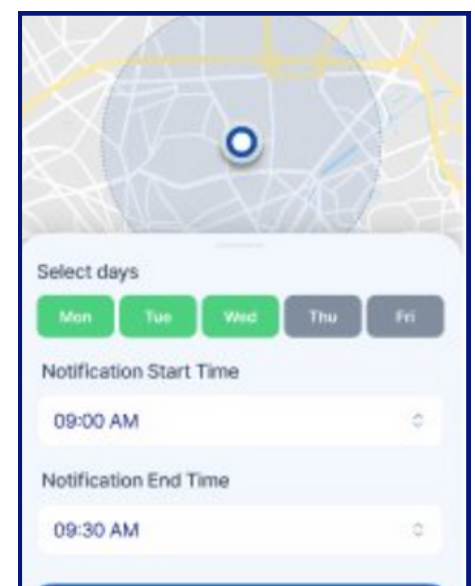 Select days
Mon Tue Wed Thu Fri
Notification Start Time
09:00 AM
Notification End Time
09:30 AM